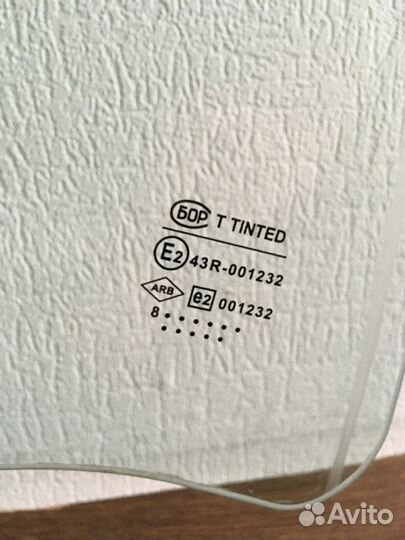 БОР T TINTED
E2 43R-001232
ARB e2 001232
8 • • • • • •
• • • • •
Avito